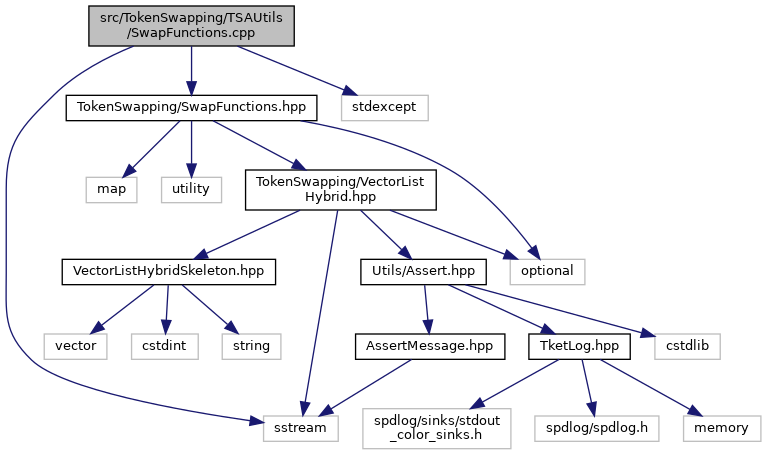 src/TokenSwapping/TSAUtils
/SwapFunctions.cpp
TokenSwapping/SwapFunctions.hpp
stdexcept
map
utility
TokenSwapping/VectorList
Hybrid.hpp
VectorListHybridSkeleton.hpp
Utils/Assert.hpp
optional
vector
cstdint
string
AssertMessage.hpp
TketLog.hpp
cstdlib
sstream
spdlog/sinks/stdout
_color_sinks.h
spdlog/spdlog.h
memory